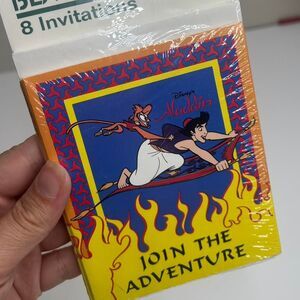 8 Invitations
Disney's
Aladdin
JOIN THE
ADVENTURE